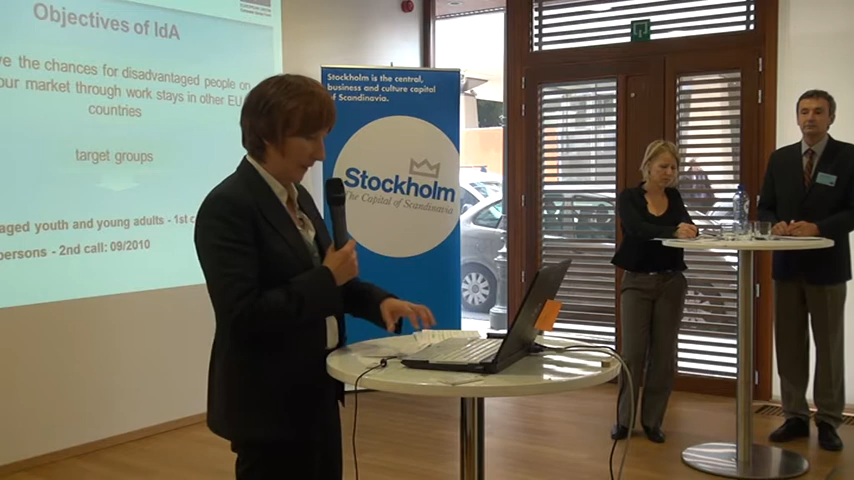 Objectives of IdA
the chances for disadvantaged people on
our market through work stays in other EU
countries
target groups
youth and young adults - 1st
persons - 2nd call: 09/2010
Stockholm is the central,
business and culture capital
of Scandinavia.
Stockholm
The Capital of Scandinavia